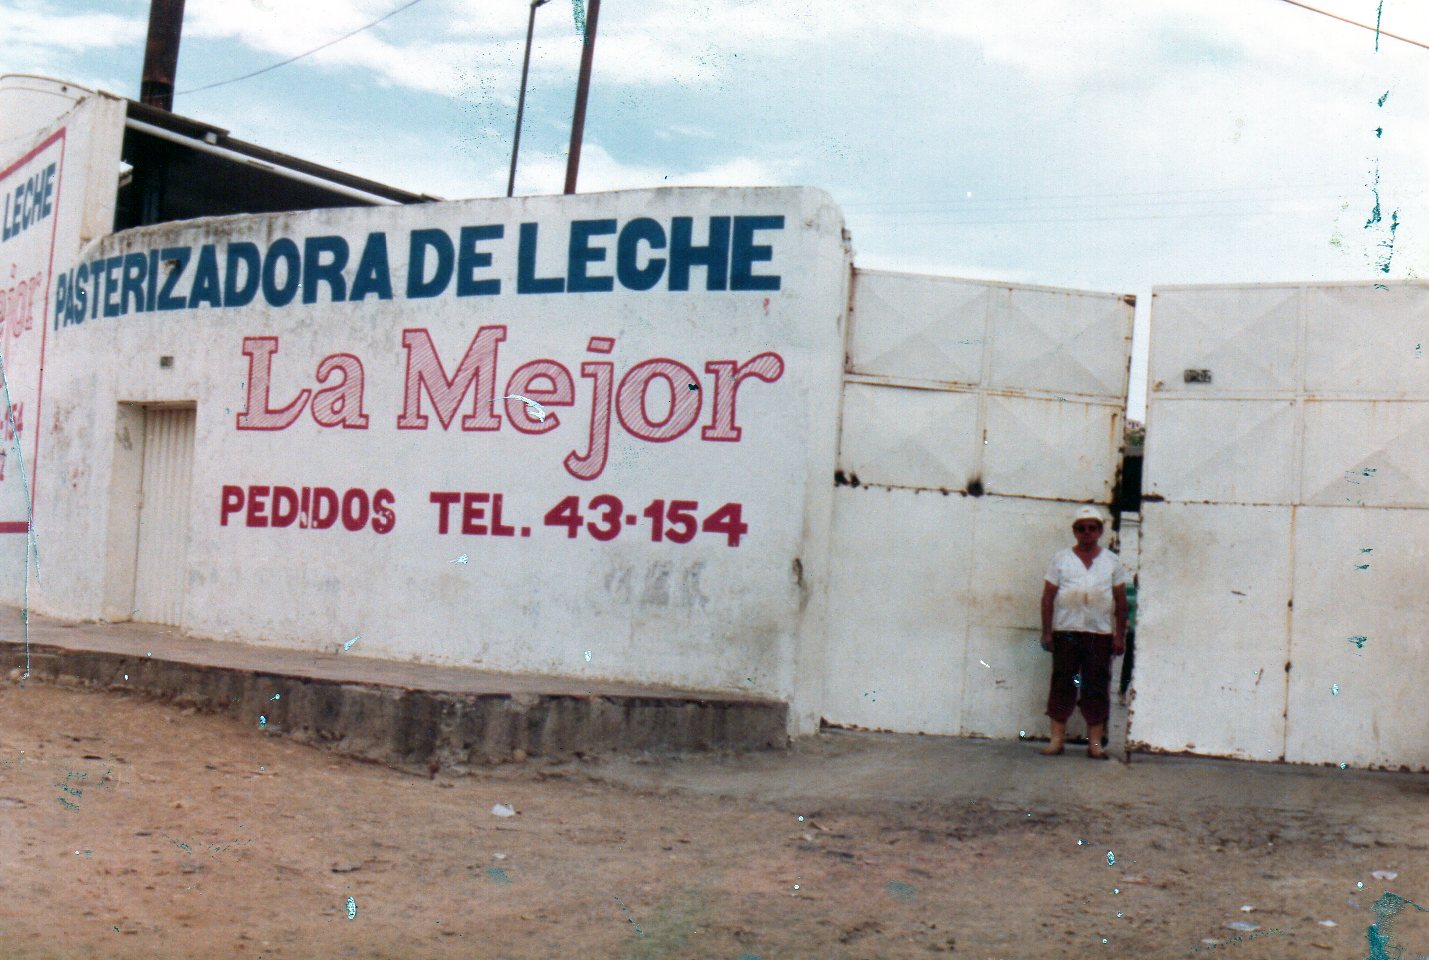 LECHE
PASTERIZADORA DE LECHE
La Mejor
PEDIDOS TEL. 43-154